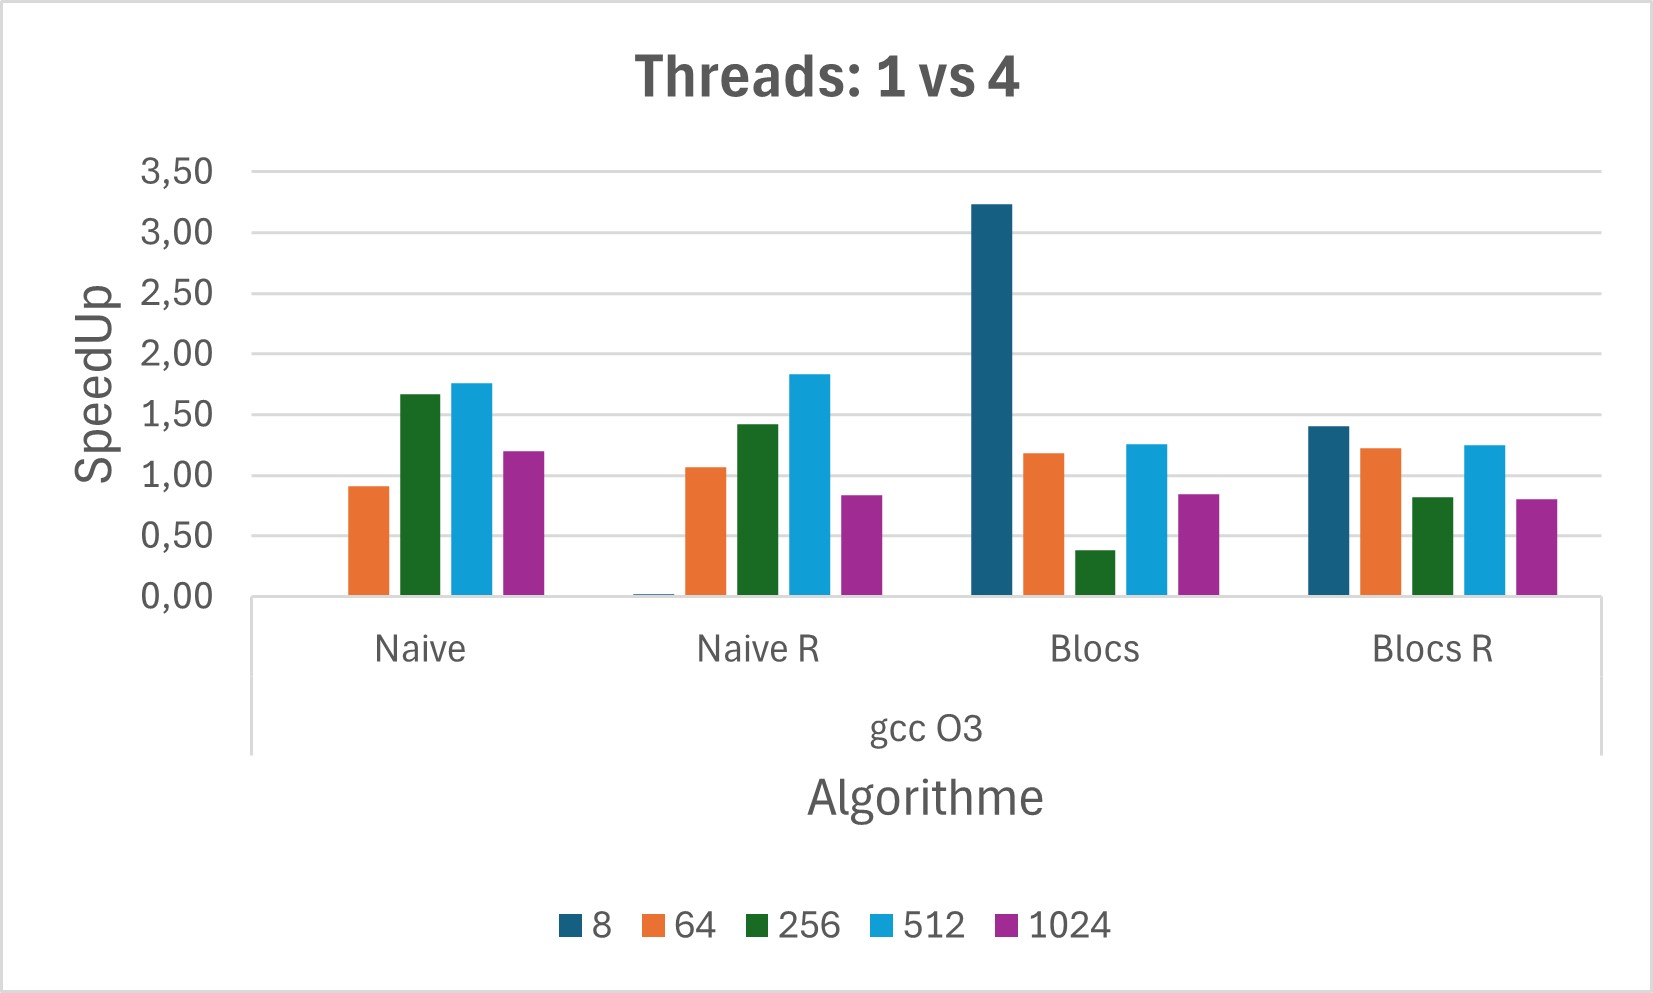 Threads: 1 vs 4
3,50
3,00
2,50
2,00
1,50
1,00
0,50
0,00
SpeedUp
Naive Naive R Blocs Blocs R
gcc O3
Algorithme
8 64 256 512 1024